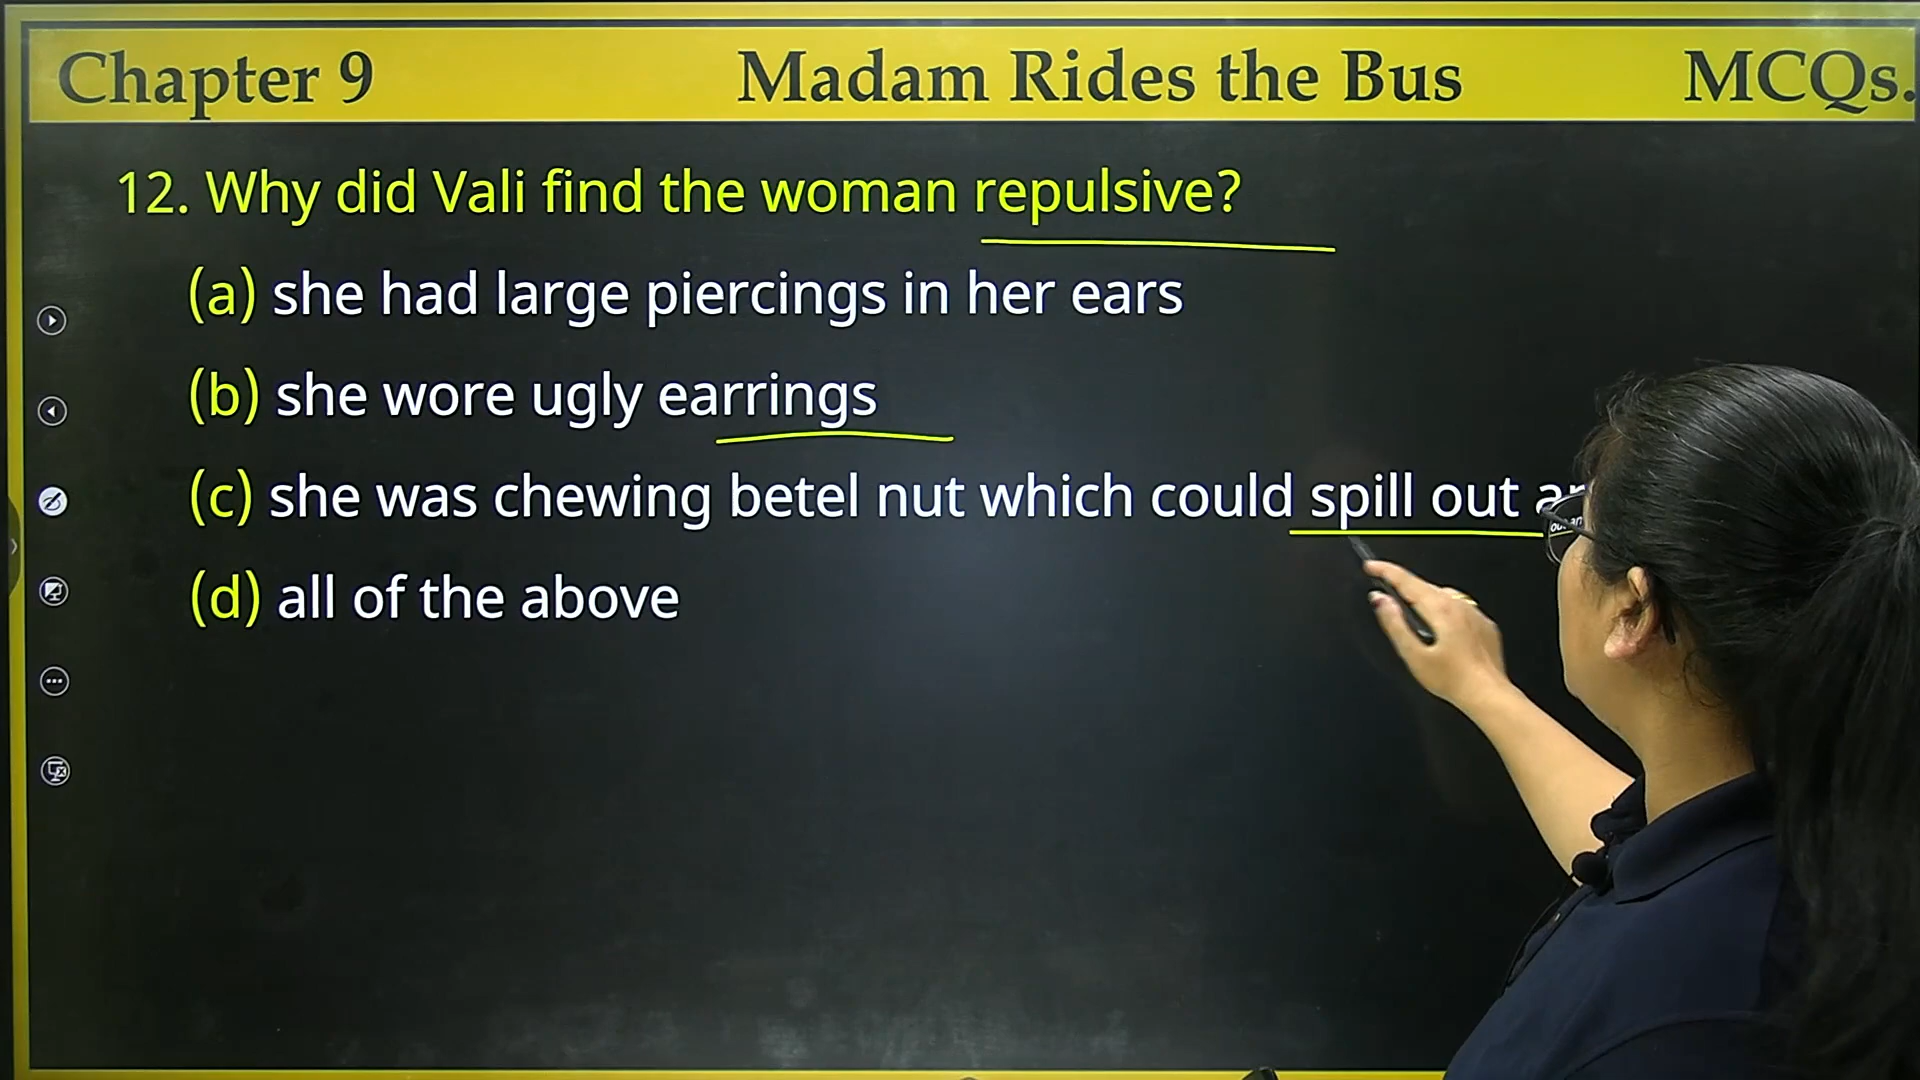 Chapter 9 Madam Rides the Bus MCQs.
12. Why did Vali find the woman repulsive?
(a) she had large piercings in her ears
(b) she wore ugly earrings
(c) she was chewing betel nut which could spill out
(d) all of the above